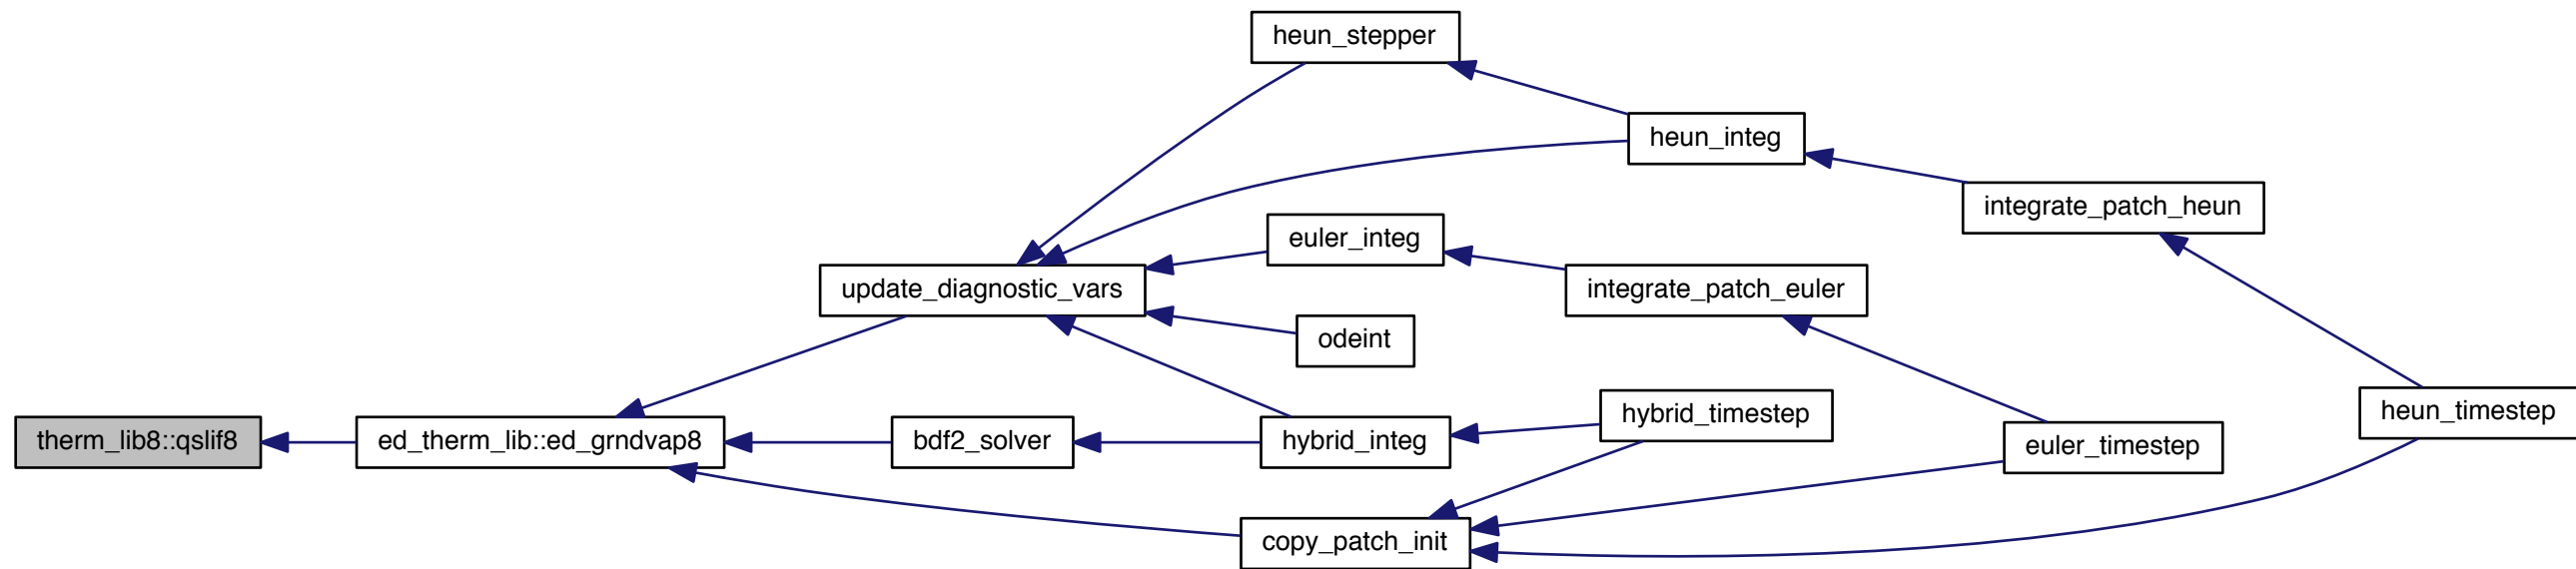 heun_stepper
heun_integ
integrate_patch_heun
euler_integ
update_diagnostic_vars
integrate_patch_euler
odeint
hybrid_timestep
heun_timestep
therm_lib8::qslif8
ed_therm_lib::ed_grndvap8
bdf2_solver
hybrid_integ
euler_timestep
copy_patch_init